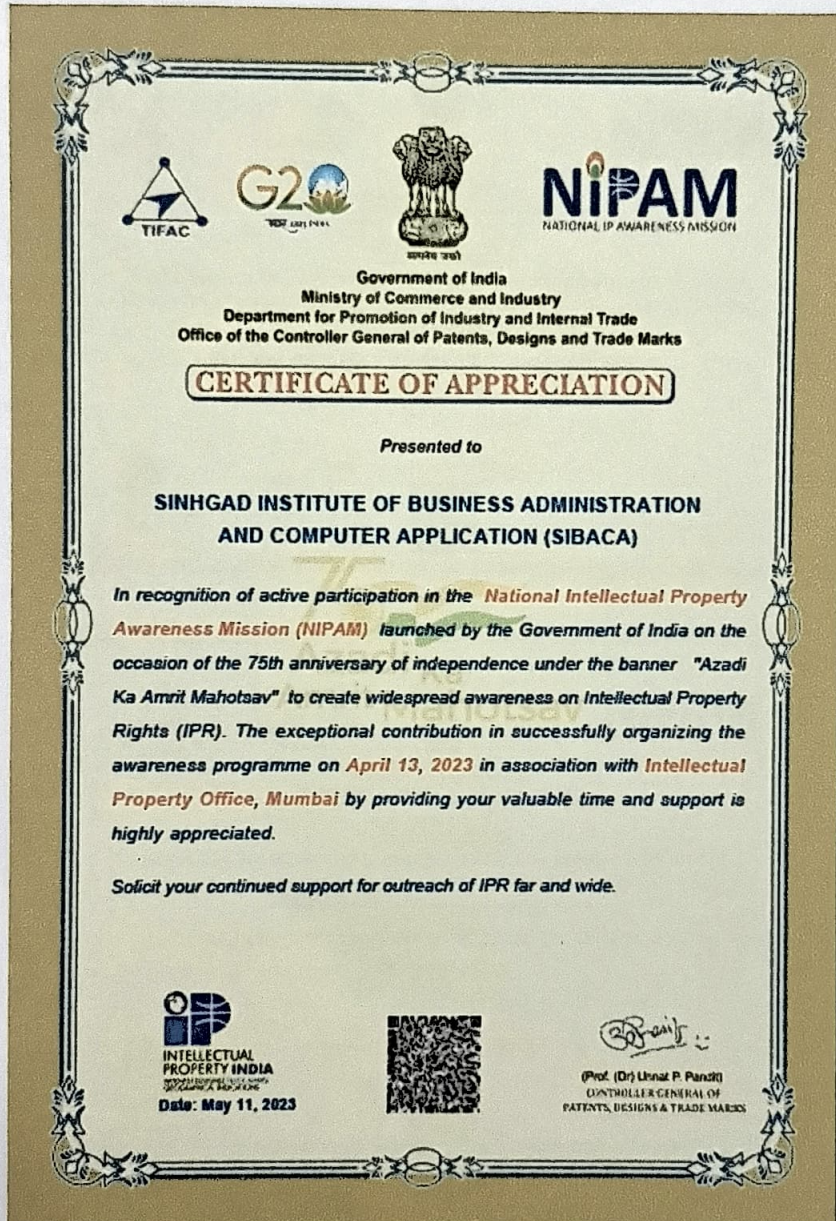 TIFAC
G20
NiPAM
NATIONAL IP AWARENESS MISSION
सत्यमेव जयते
Government of India
Ministry of Commerce and Industry
Department for Promotion of Industry and Internal Trade
Office of the Controller General of Patents, Designs and Trade Marks
CERTIFICATE OF APPRECIATION
Presented to
SINHGAD INSTITUTE OF BUSINESS ADMINISTRATION
AND COMPUTER APPLICATION (SIBACA)
In recognition of active participation in the National Intellectual Property
Awareness Mission (NIPAM) launched by the Government of India on the
occasion of the 75th anniversary of independence under the banner "Azadi
Ka Amrit Mahotsav" to create widespread awareness on Intellectual Property
Rights (IPR). The exceptional contribution in successfully organizing the
awareness programme on April 13, 2023 in association with Intellectual
Property Office, Mumbai by providing your valuable time and support is
highly appreciated.
Solicit your continued support for outreach of IPR far and wide.
iP
INTELLECTUAL
PROPERTY INDIA
Date: May 11, 2023
(Prof. (Dr) Unnat P. Pandit)
CONTROLLER GENERAL OF
PATENTS, DESIGNS & TRADE MARKS